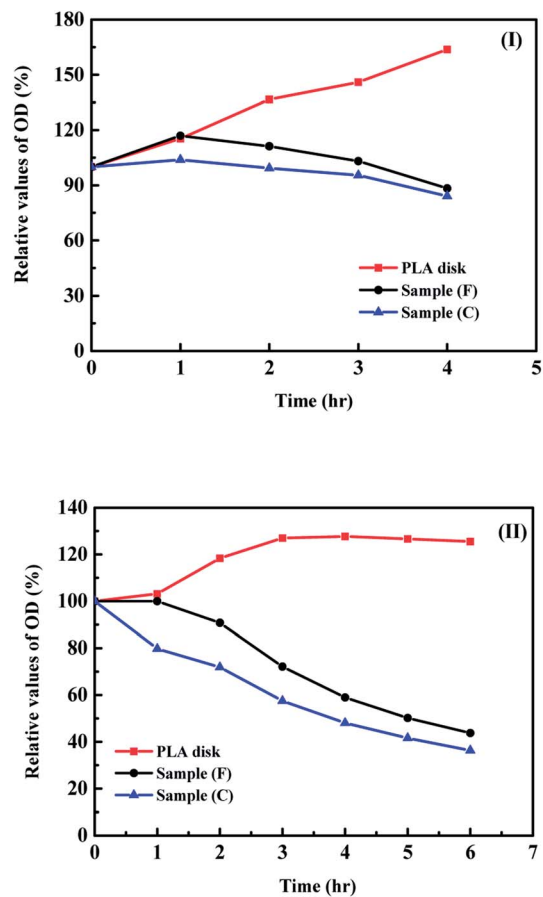 180
150
120
90
60
30
0
Relative values of OD (%)
(I)
PLA disk
Sample (F)
Sample (C)
0 1 2 3 4 5
Time (hr)
140
120
100
80
60
40
20
0
Relative values of OD (%)
(II)
PLA disk
Sample (F)
Sample (C)
0 1 2 3 4 5 6 7
Time (hr)